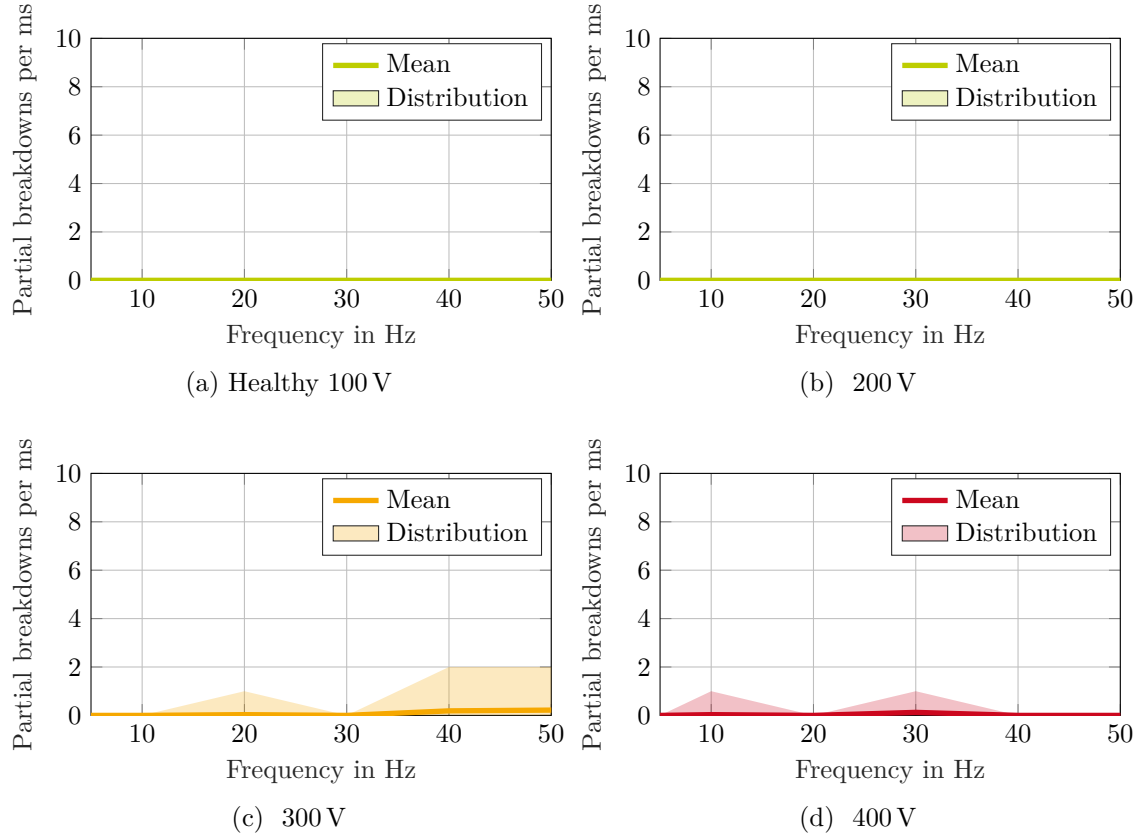 Partial breakdowns per ms
10
8
6
4
2
0
Mean
Distribution
10 20 30 40 50
Frequency in Hz
(a) Healthy 100 V
Partial breakdowns per ms
10
8
6
4
2
0
Mean
Distribution
10 20 30 40 50
Frequency in Hz
(b) 200 V
Partial breakdowns per ms
10
8
6
4
2
0
Mean
Distribution
10 20 30 40 50
Frequency in Hz
(c) 300 V
Partial breakdowns per ms
10
8
6
4
2
0
Mean
Distribution
10 20 30 40 50
Frequency in Hz
(d) 400 V